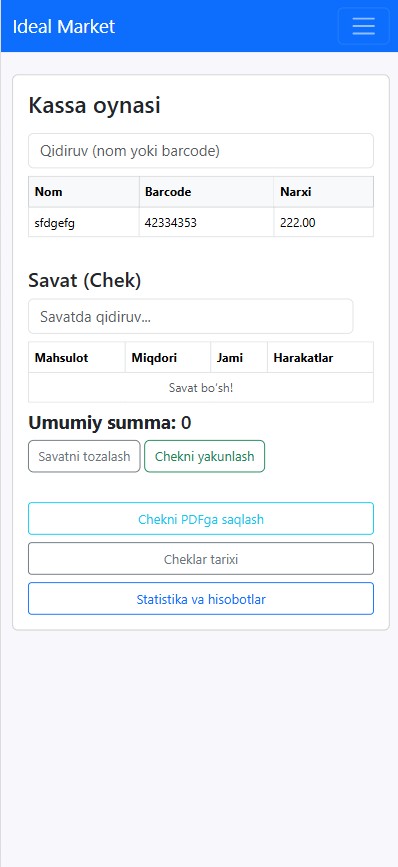 Ideal Market
Kassa oynasi
Qidiruv (nom yoki barcode)
Nom Barcode Narxi
sfdgefg 42334353 222.00
Savat (Chek)
Savatda qidiruv...
Mahsulot Miqdori Jami Harakatlar
Savat bo‘sh!
Umumiy summa: 0
Savatni tozalash Chekni yakunlash
Chekni PDFga saqlash
Cheklar tarixi
Statistika va hisobotlar